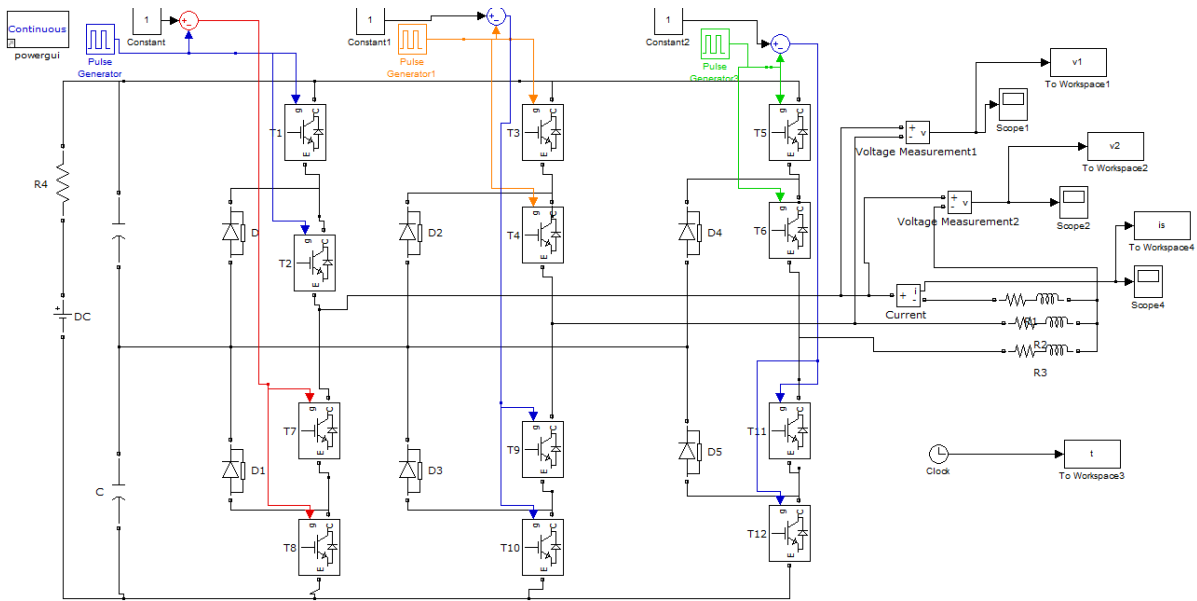 Continuous
powergui
Pulse
Generator
1
Constant
1
Constant1
Pulse
Generator1
1
Constant2
Pulse
Generator3
v1
To Workspace1
Scope1
v2
To Workspace2
Scope2
is
To Workspace4
Scope4
+
-
v
Voltage Measurement1
+
-
v
Voltage Measurement2
+
-
i
Current
R1
R2
R3
R4
+
DC
C
g
C
E
T1
g
C
E
T2
g
C
E
T3
g
C
E
T4
g
C
E
T5
g
C
E
T6
D
D2
D4
g
C
E
T7
g
C
E
T8
g
C
E
T9
g
C
E
T10
g
C
E
T11
g
C
E
T12
D1
D3
D5
Clock
t
To Workspace3